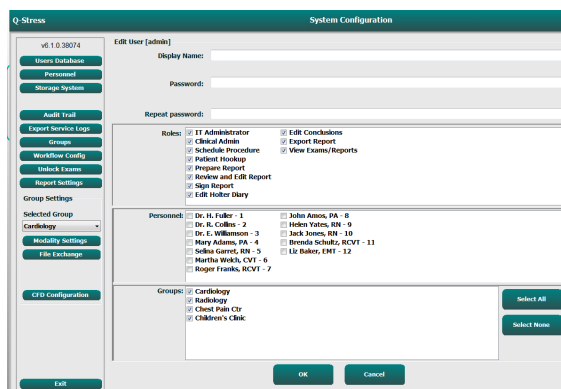 Q-Stress
System Configuration
v6.1.0.38074
Users Database
Personnel
Storage System
Audit Trail
Export Service Logs
Groups
Workflow Config
Unlock Exams
Report Settings
Group Settings
Selected Group
Cardiology
Modality Settings
File Exchange
CFD Configuration
Exit
Edit User [admin]
Display Name:
Password:
Repeat password:
Roles:
IT Administrator
Clinical Admin
Schedule Procedure
Patient Hookup
Prepare Report
Review and Edit Report
Sign Report
Edit Holter Diary
Edit Conclusions
Export Report
View Exams/Reports
Personnel:
Dr. H. Fuller - 1
Dr. R. Collins - 2
Dr. E. Williamson - 3
Mary Adams, PA - 4
Selina Garret, RN - 5
Martha Welch, CVT - 6
Roger Franks, RCVT - 7
John Amos, PA - 8
Helen Yates, RN - 9
Jack Jones, RN - 10
Brenda Schultz, RCVT - 11
Liz Baker, EMT - 12
Groups:
Cardiology
Radiology
Chest Pain Ctr
Children's Clinic
Select All
Select None
OK
Cancel